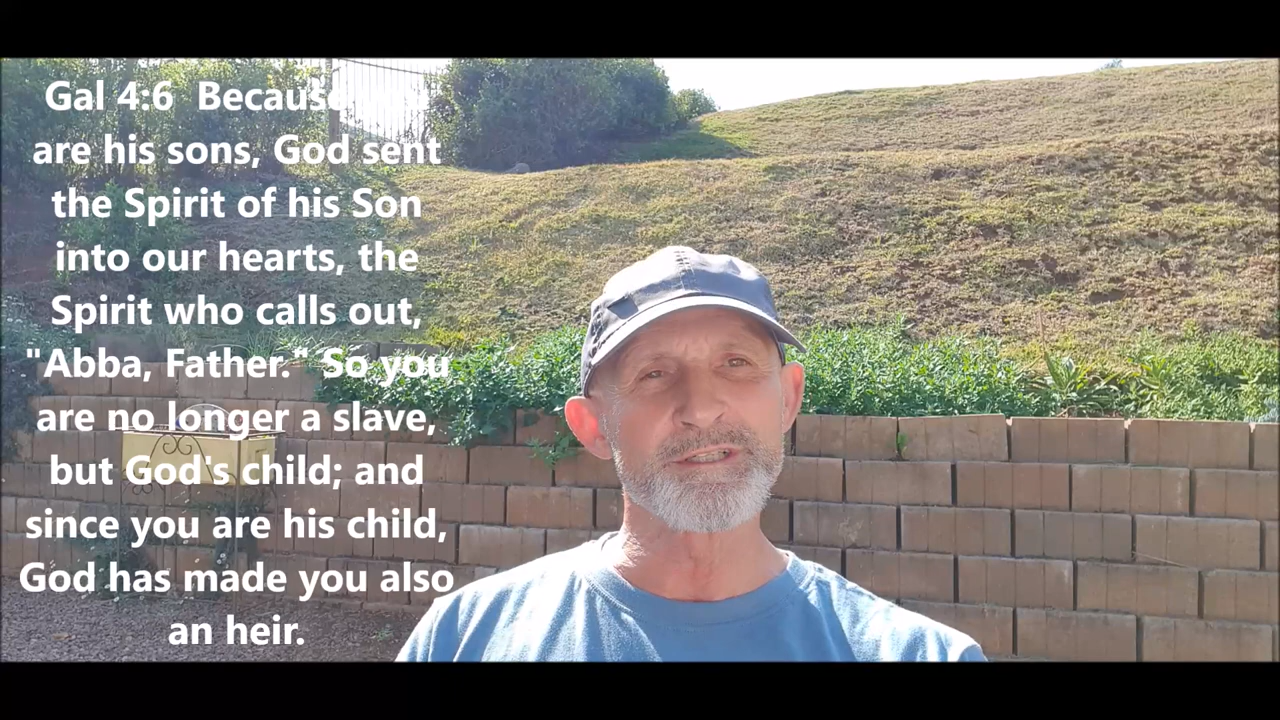 Gal 4:6  Because you
are his sons, God sent
the Spirit of his Son
into our hearts, the
Spirit who calls out,
"Abba, Father." So you
are no longer a slave,
but God's child; and
since you are his child,
God has made you also
an heir.